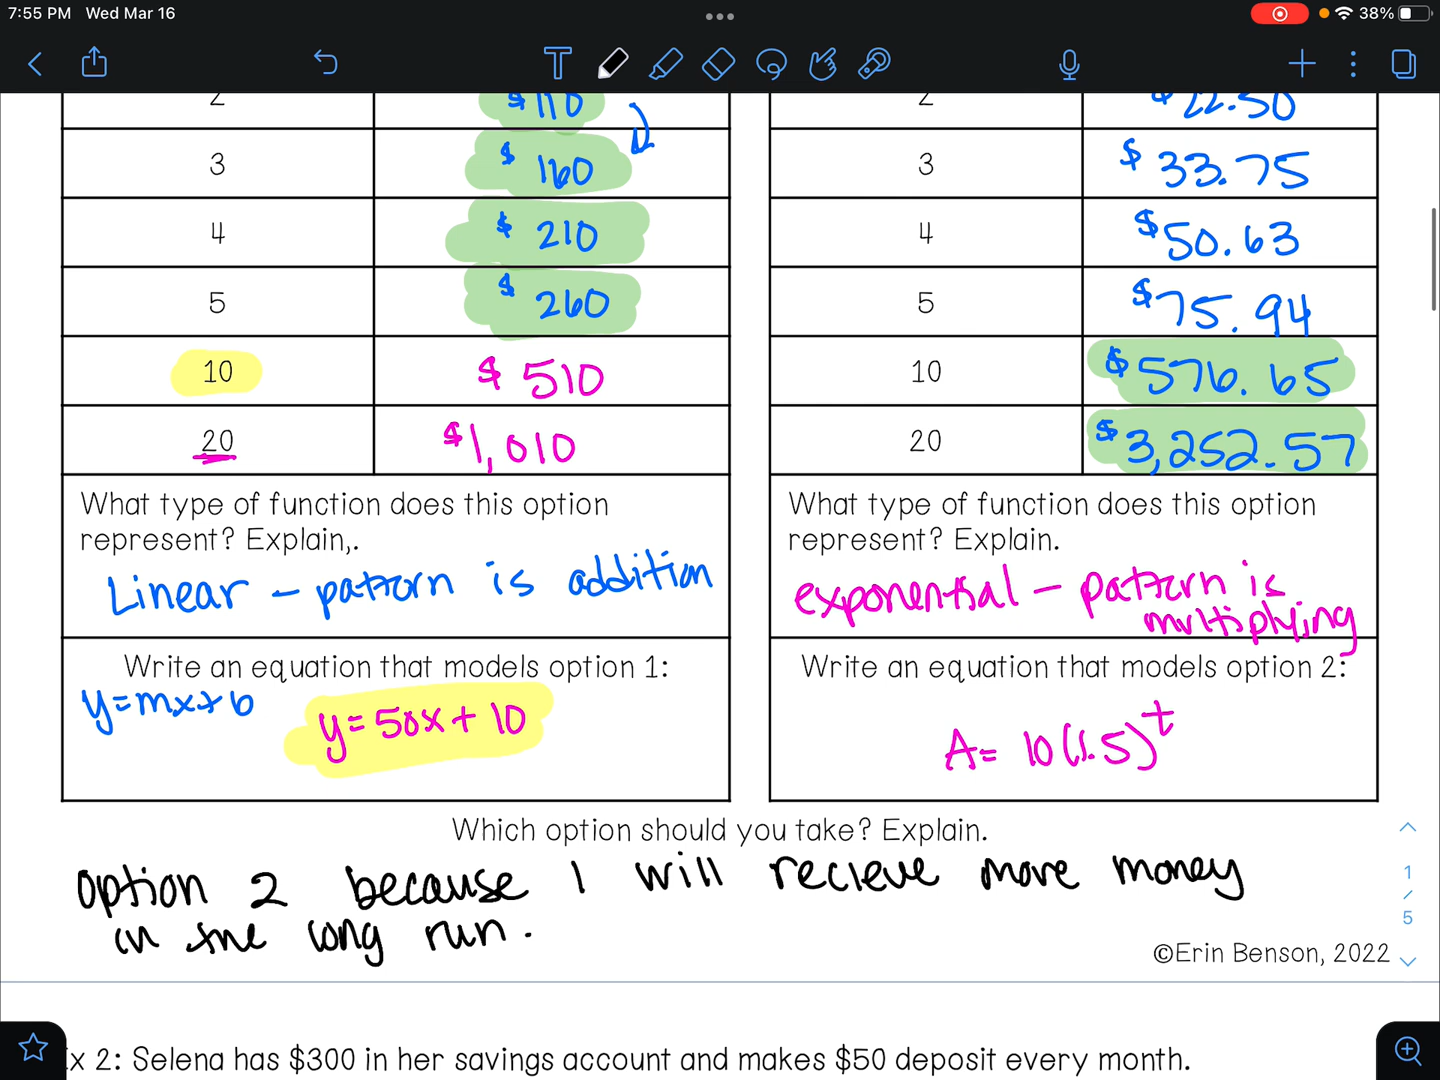 7:55 PM Wed Mar 16
38%
T
2 $110
2 $22.50
3 $160
3 $33.75
4 $210
4 $50.63
5 $260
5 $75.94
10 $510
10 $576.65
20 $1,010
20 $3,252.57
What type of function does this option
represent? Explain,.
Linear - pattern is addition
What type of function does this option
represent? Explain.
exponential - pattern is
multiplying
Write an equation that models option 1:
y=mx+b y=50x+10
Write an equation that models option 2:
A= 10(1.5)^t
Which option should you take? Explain.
Option 2 because I will recieve more money
in the long run.
1
/
5
©Erin Benson, 2022
x 2: Selena has $300 in her savings account and makes $50 deposit every month.